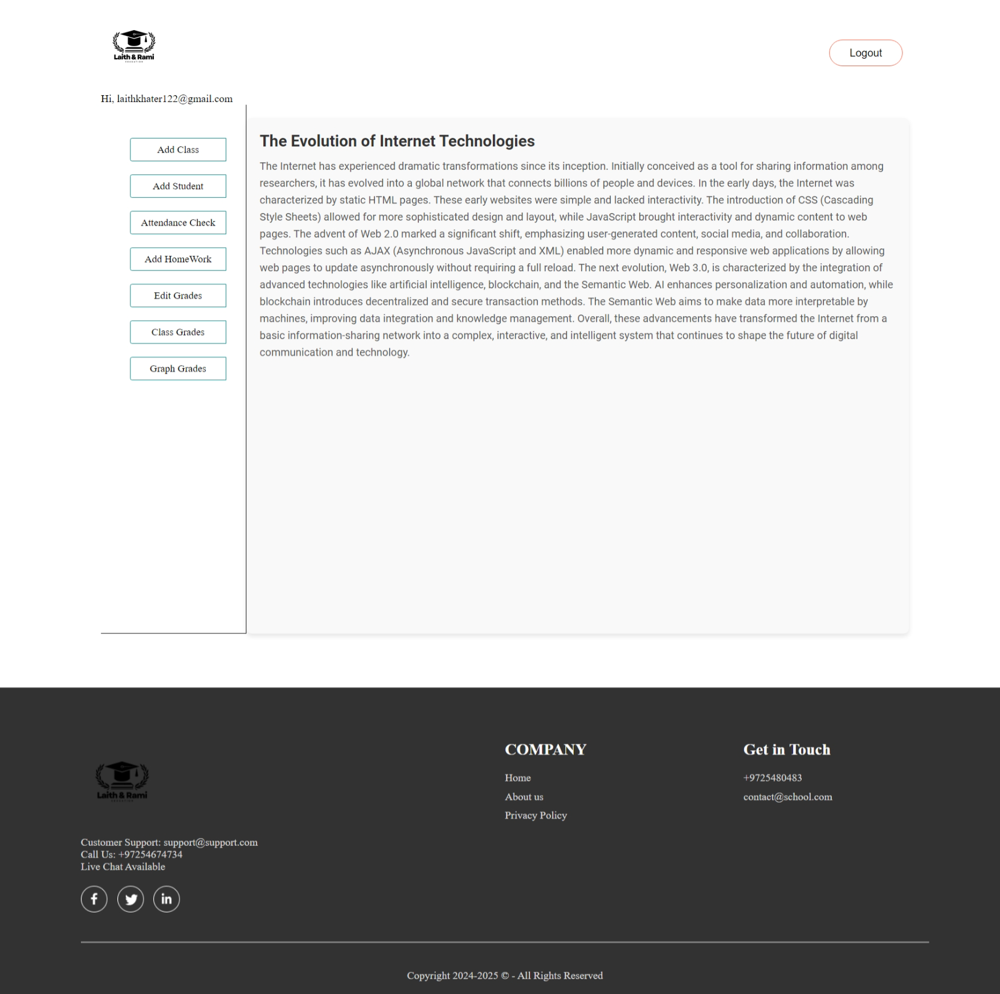 Laith & Rami
EDUCATION
Logout
Hi, laithkhater122@gmail.com
Add Class
Add Student
Attendance Check
Add HomeWork
Edit Grades
Class Grades
Graph Grades
The Evolution of Internet Technologies
The Internet has experienced dramatic transformations since its inception. Initially conceived as a tool for sharing information among
researchers, it has evolved into a global network that connects billions of people and devices. In the early days, the Internet was
characterized by static HTML pages. These early websites were simple and lacked interactivity. The introduction of CSS (Cascading
Style Sheets) allowed for more sophisticated design and layout, while JavaScript brought interactivity and dynamic content to web
pages. The advent of Web 2.0 marked a significant shift, emphasizing user-generated content, social media, and collaboration.
Technologies such as AJAX (Asynchronous JavaScript and XML) enabled more dynamic and responsive web applications by allowing
web pages to update asynchronously without requiring a full reload. The next evolution, Web 3.0, is characterized by the integration of
advanced technologies like artificial intelligence, blockchain, and the Semantic Web. AI enhances personalization and automation, while
blockchain introduces decentralized and secure transaction methods. The Semantic Web aims to make data more interpretable by
machines, improving data integration and knowledge management. Overall, these advancements have transformed the Internet from a
basic information-sharing network into a complex, interactive, and intelligent system that continues to shape the future of digital
communication and technology.
Laith & Rami
EDUCATION
Customer Support: support@support.com
Call Us: +97254674734
Live Chat Available
COMPANY
Home
About us
Privacy Policy
Get in Touch
+9725480483
contact@school.com
Copyright 2024-2025 © - All Rights Reserved